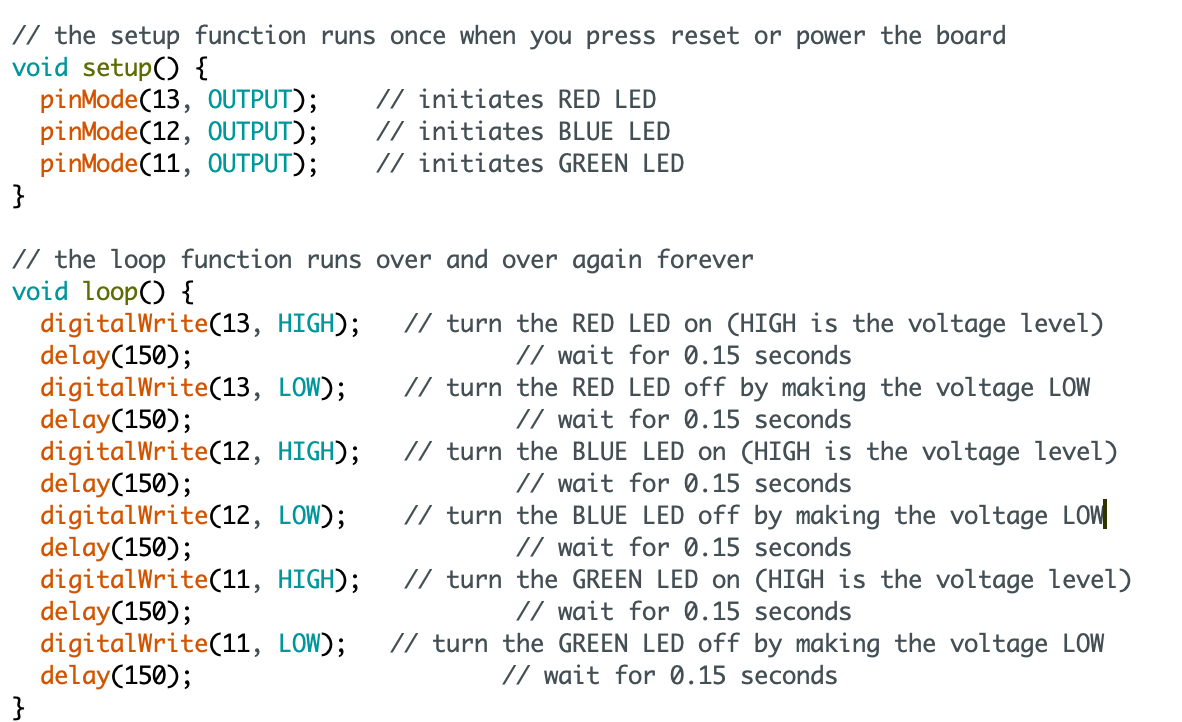 // the setup function runs once when you press reset or power the board
void setup() {
  pinMode(13, OUTPUT);    // initiates RED LED
  pinMode(12, OUTPUT);    // initiates BLUE LED
  pinMode(11, OUTPUT);    // initiates GREEN LED
}

// the loop function runs over and over again forever
void loop() {
  digitalWrite(13, HIGH);   // turn the RED LED on (HIGH is the voltage level)
  delay(150);                       // wait for 0.15 seconds
  digitalWrite(13, LOW);    // turn the RED LED off by making the voltage LOW
  delay(150);                       // wait for 0.15 seconds
  digitalWrite(12, HIGH);   // turn the BLUE LED on (HIGH is the voltage level)
  delay(150);                       // wait for 0.15 seconds
  digitalWrite(12, LOW);    // turn the BLUE LED off by making the voltage LOW
  delay(150);                       // wait for 0.15 seconds
  digitalWrite(11, HIGH);   // turn the GREEN LED on (HIGH is the voltage level)
  delay(150);                       // wait for 0.15 seconds
  digitalWrite(11, LOW);   // turn the GREEN LED off by making the voltage LOW
  delay(150);                      // wait for 0.15 seconds
}